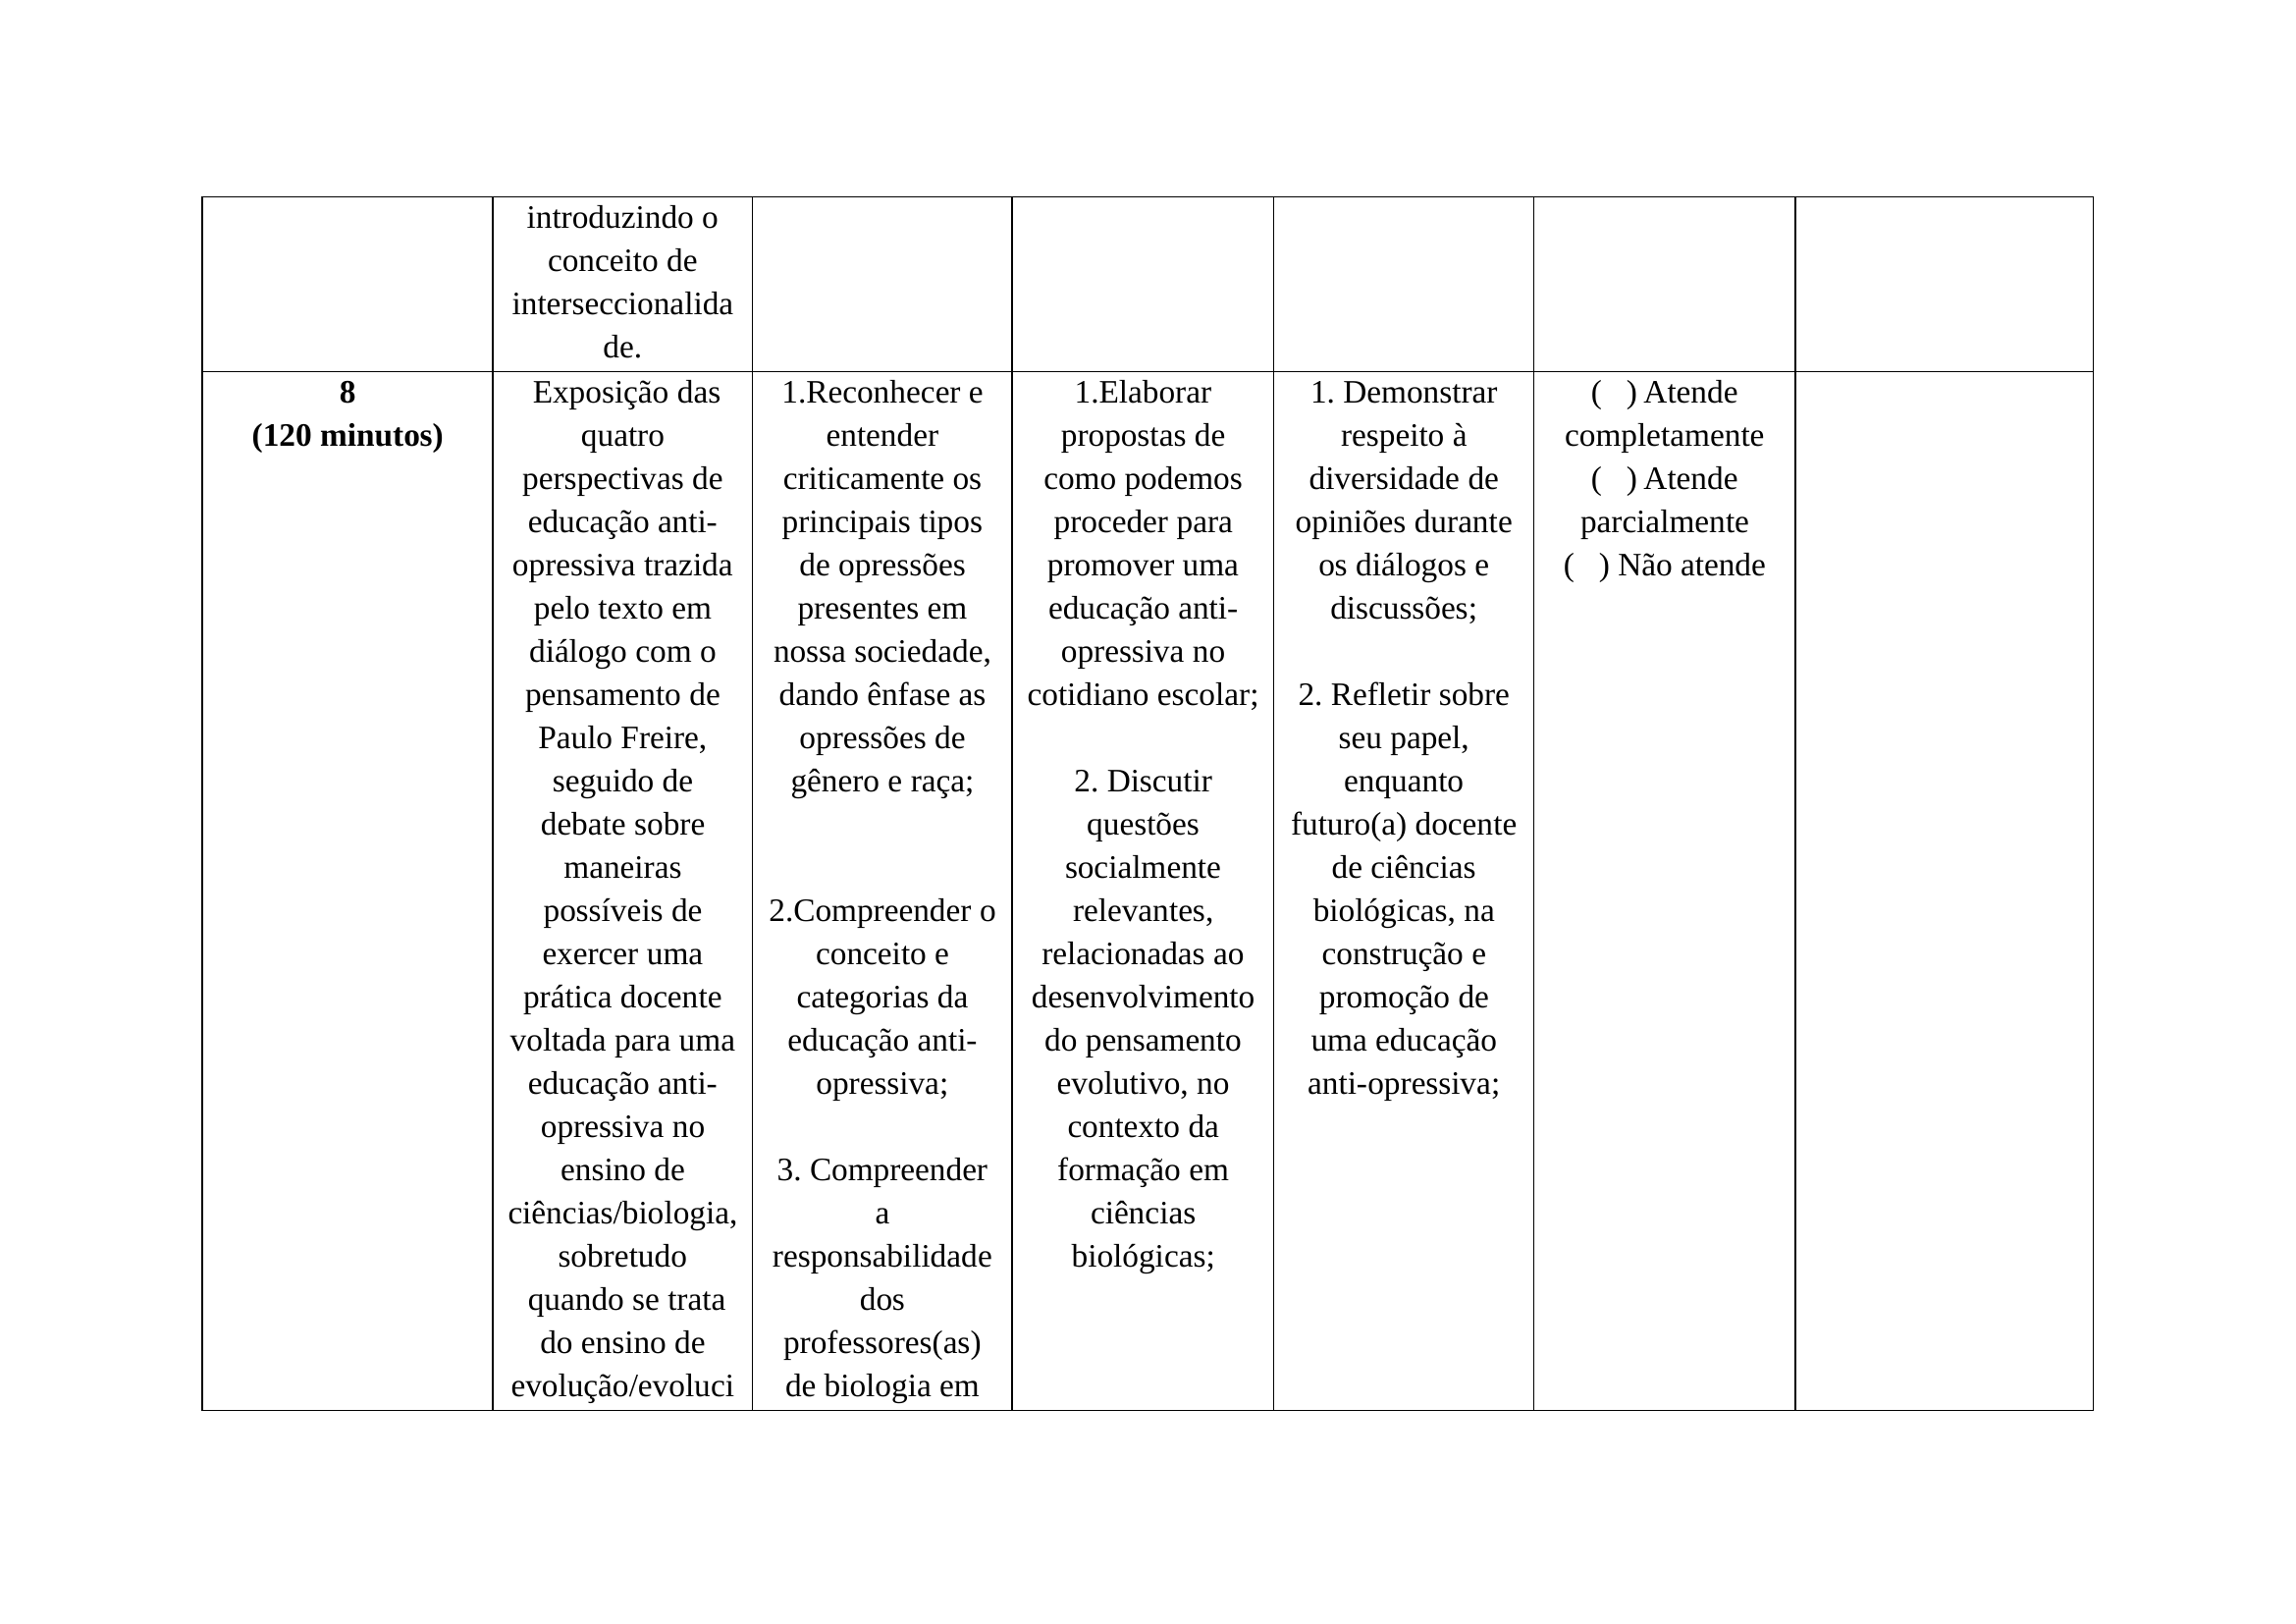 introduzindo o
conceito de
interseccionalida
de.
8
(120 minutos)
Exposição das
quatro
perspectivas de
educação anti-
opressiva trazida
pelo texto em
diálogo com o
pensamento de
Paulo Freire,
seguido de
debate sobre
maneiras
possíveis de
exercer uma
prática docente
voltada para uma
educação anti-
opressiva no
ensino de
ciências/biologia,
sobretudo
quando se trata
do ensino de
evolução/evoluci
1.Reconhecer e
entender
criticamente os
principais tipos
de opressões
presentes em
nossa sociedade,
dando ênfase as
opressões de
gênero e raça;
2.Compreender o
conceito e
categorias da
educação anti-
opressiva;
3. Compreender
a
responsabilidade
dos
professores(as)
de biologia em
1.Elaborar
propostas de
como podemos
proceder para
promover uma
educação anti-
opressiva no
cotidiano escolar;
2. Discutir
questões
socialmente
relevantes,
relacionadas ao
desenvolvimento
do pensamento
evolutivo, no
contexto da
formação em
ciências
biológicas;
1. Demonstrar
respeito à
diversidade de
opiniões durante
os diálogos e
discussões;
2. Refletir sobre
seu papel,
enquanto
futuro(a) docente
de ciências
biológicas, na
construção e
promoção de
uma educação
anti-opressiva;
(   ) Atende
completamente
(   ) Atende
parcialmente
(   ) Não atende